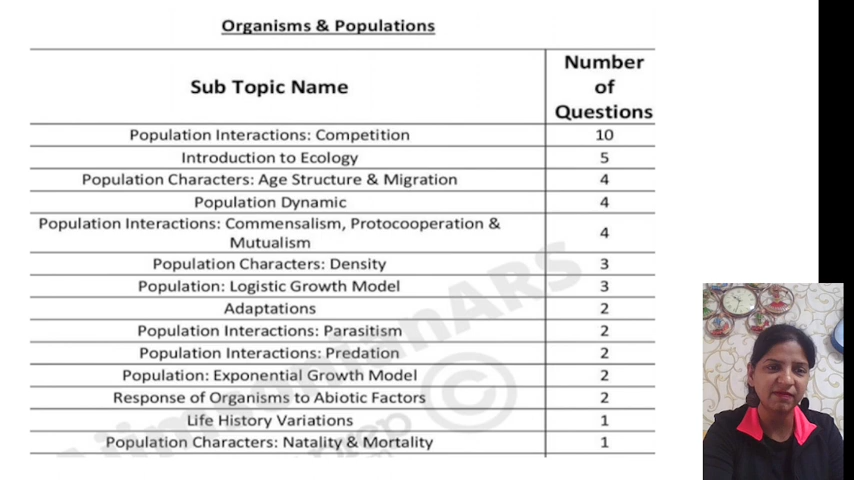 Organisms & Populations
Sub Topic Name
Number
of
Questions
Population Interactions: Competition 10
Introduction to Ecology 5
Population Characters: Age Structure & Migration 4
Population Dynamic 4
Population Interactions: Commensalism, Protocooperation &
Mutualism 4
Population Characters: Density 3
Population: Logistic Growth Model 3
Adaptations 2
Population Interactions: Parasitism 2
Population Interactions: Predation 2
Population: Exponential Growth Model 2
Response of Organisms to Abiotic Factors 2
Life History Variations 1
Population Characters: Natality & Mortality 1